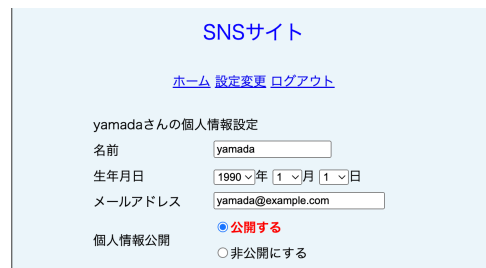 SNSサイト
ホーム 設定変更 ログアウト
yamadaさんの個人情報設定
名前 yamada
生年月日 1990 年 1 月 1 日
メールアドレス yamada@example.com
個人情報公開
公開する
非公開にする